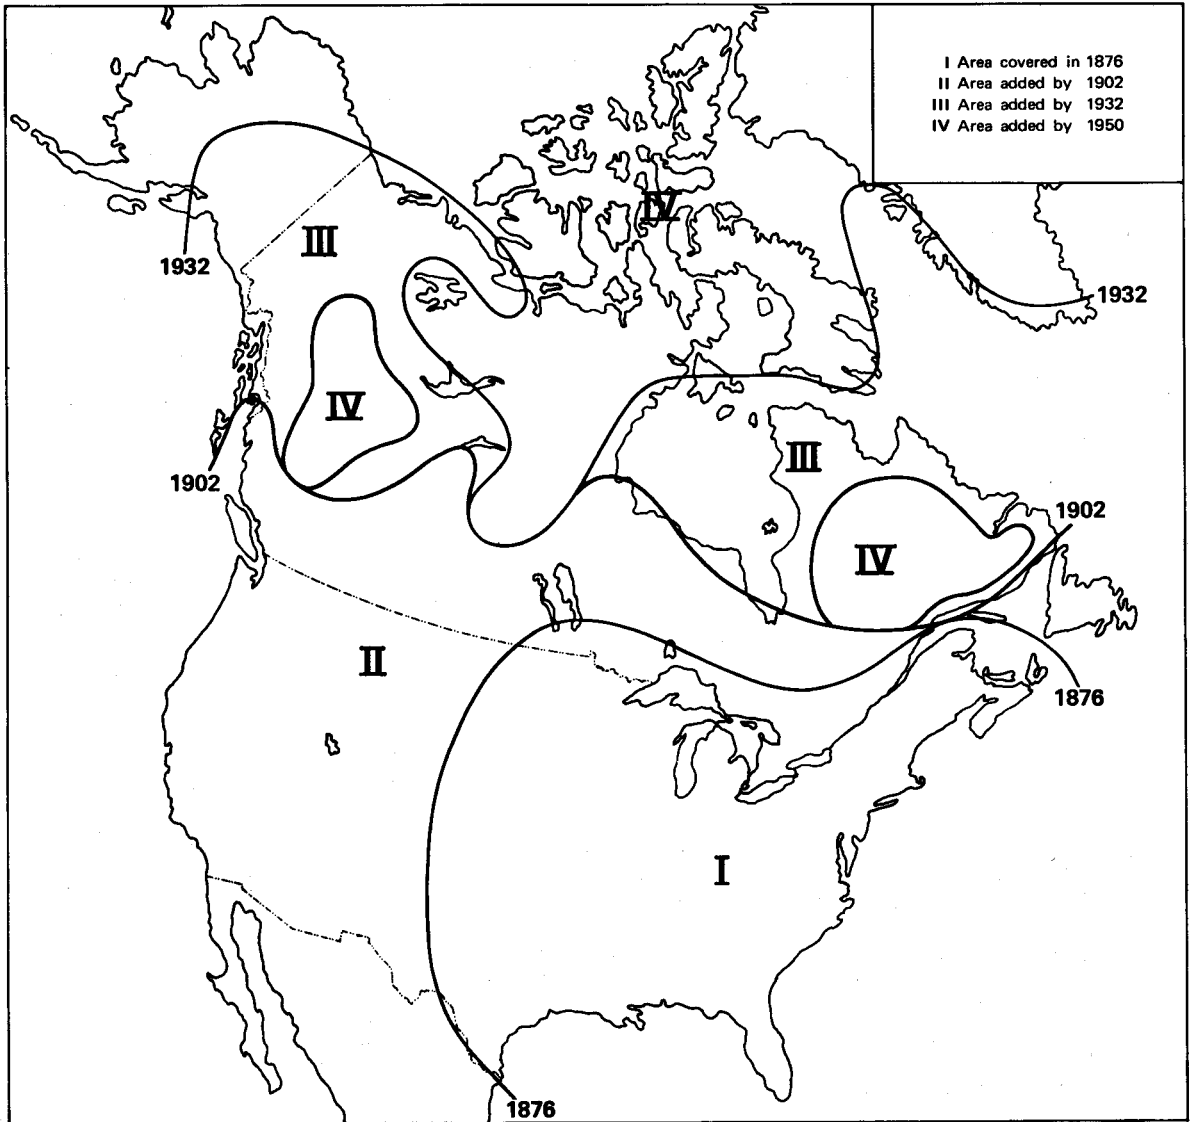 I Area covered in 1876
II Area added by 1902
III Area added by 1932
IV Area added by 1950
IV
III
1932
1932
IV
III
1902
1902
IV
II
1876
I
1876